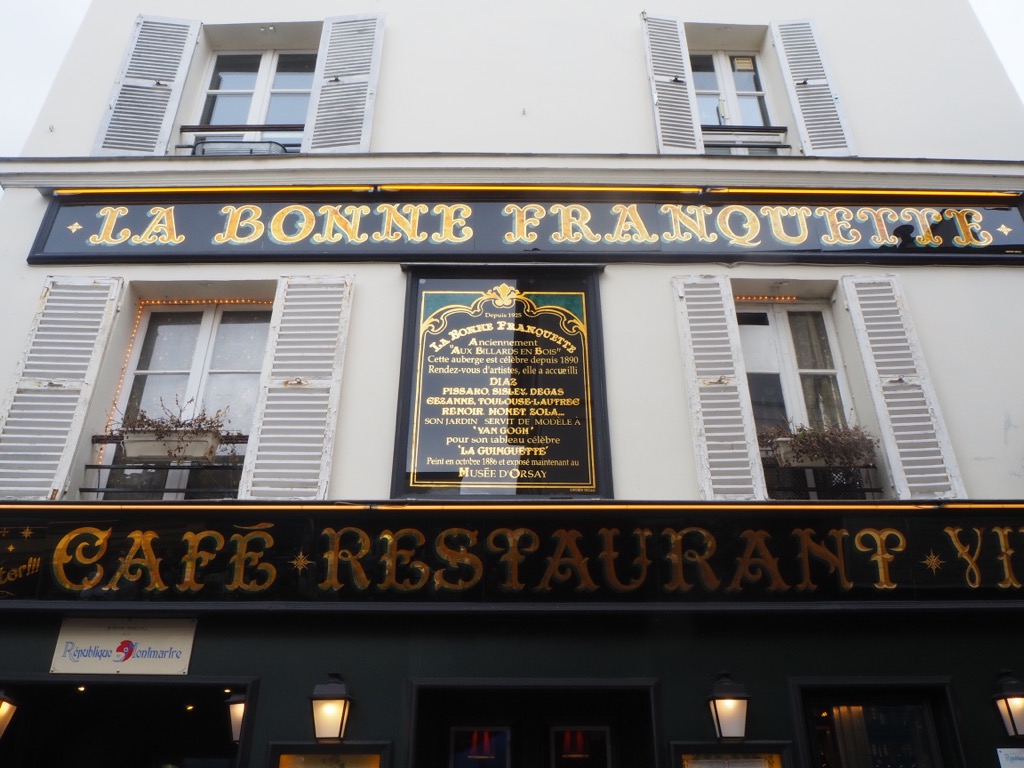 LA BONNE FRANQUETTE
Depuis 1925
LA BONNE FRANQUETTE
Anciennement
"AUX BILLARDS EN BOIS"
Cette auberge est célèbre depuis 1890
Rendez-vous d'artistes, elle a accueilli
DIAZ
PISSARO, SISLEY, DEGAS
CEZANNE, TOULOUSE-LAUTREC
RENOIR, MONET, ZOLA...
SON JARDIN SERVIT DE MODÈLE À
"VAN GOGH"
pour son tableau célèbre
"LA GUINGUETTE"
Peint en octobre 1886 et exposé maintenant au
MUSÉE D'ORSAY
CAFÉ RESTAURANT
République Montmartre